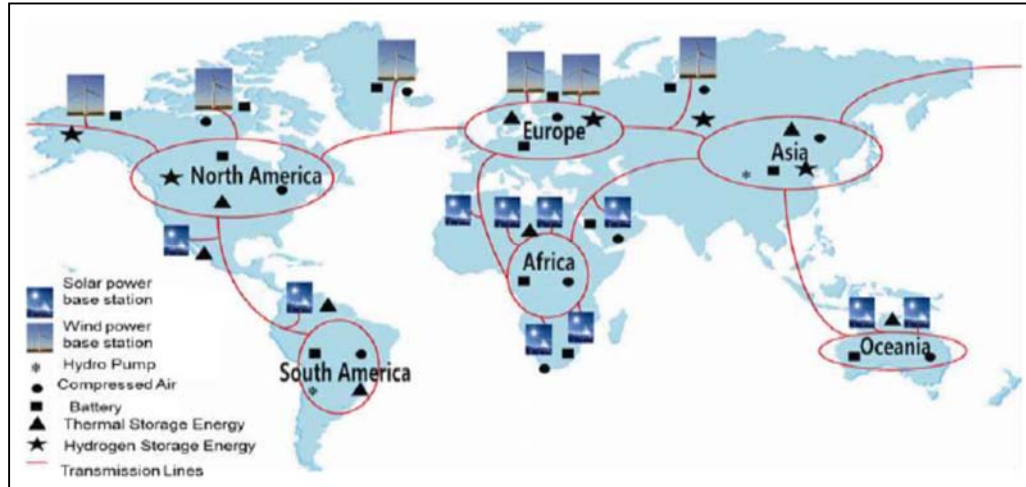 Europe
Asia
North America
Africa
Solar power
base station
Wind power
base station
Hydro Pump
Compressed Air
Battery
Thermal Storage Energy
Hydrogen Storage Energy
Transmission Lines
South America
Oceania